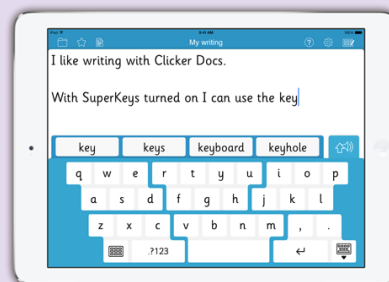 My writing
I like writing with Clicker Docs.
With SuperKeys turned on I can use the key
key keys keyboard keyhole
q w e r t y u i o p
a s d f g h j k l
z x c v b n m , .
.?123